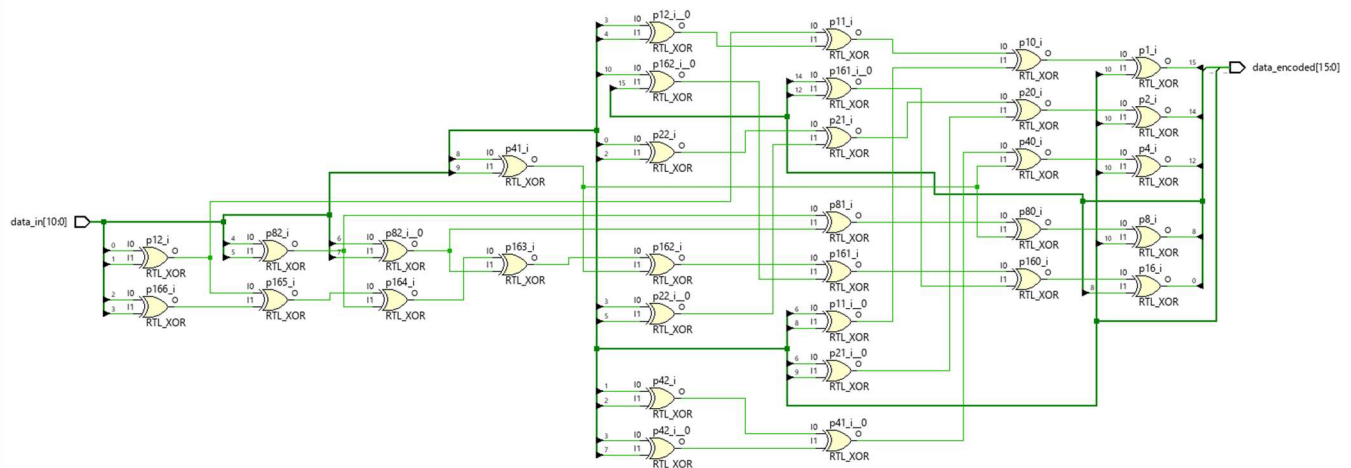 data_in[10:0]
0 I0 p12_i O
1 I1
RTL_XOR
2 I0 p166_i O
3 I1
RTL_XOR
4 I0 p82_i O
5 I1
RTL_XOR
I0 p165_i O
I1
RTL_XOR
6 I0 p82_i__0 O
7 I1
RTL_XOR
I0 p164_i O
I1
RTL_XOR
8 I0 p41_i O
9 I1
RTL_XOR
I0 p163_i O
I1
RTL_XOR
3 I0 p12_i__0 O
4 I1
RTL_XOR
10 I0 p162_i__0 O
15 I1
RTL_XOR
0 I0 p22_i O
2 I1
RTL_XOR
I0 p162_i O
I1
RTL_XOR
3 I0 p22_i__0 O
5 I1
RTL_XOR
1 I0 p42_i O
2 I1
RTL_XOR
3 I0 p42_i__0 O
7 I1
RTL_XOR
I0 p11_i O
I1
RTL_XOR
14 I0 p161_i__0 O
12 I1
RTL_XOR
I0 p21_i O
I1
RTL_XOR
I0 p81_i O
I1
RTL_XOR
I0 p161_i O
I1
RTL_XOR
6 I0 p11_i__0 O
8 I1
RTL_XOR
6 I0 p21_i__0 O
9 I1
RTL_XOR
I0 p41_i__0 O
I1
RTL_XOR
I0 p10_i O
I1
RTL_XOR
I0 p20_i O
I1
RTL_XOR
I0 p40_i O
I1
RTL_XOR
I0 p80_i O
I1
RTL_XOR
I0 p160_i O
I1
RTL_XOR
I0 p1_i O 15
10 I1
RTL_XOR
I0 p2_i O 14
10 I1
RTL_XOR
I0 p4_i O 12
10 I1
RTL_XOR
I0 p8_i O 8
10 I1
RTL_XOR
I0 p16_i O 0
8 I1
RTL_XOR
data_encoded[15:0]